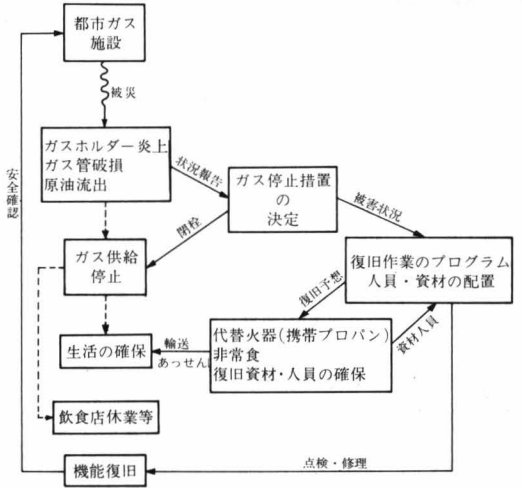 都市ガス
施設
被災
ガスホルダー炎上
ガス管破損
原油流出
状況報告
ガス停止措置
の
決定
被害状況
安全確認
閉栓
ガス供給
停止
復旧作業のプログラム
人員・資材の配置
復旧予想
代替火器(携帯プロパン)
非常食
復旧資材・人員の確保
資材人員
輸送
あっせん
生活の確保
飲食店休業等
点検・修理
機能復旧